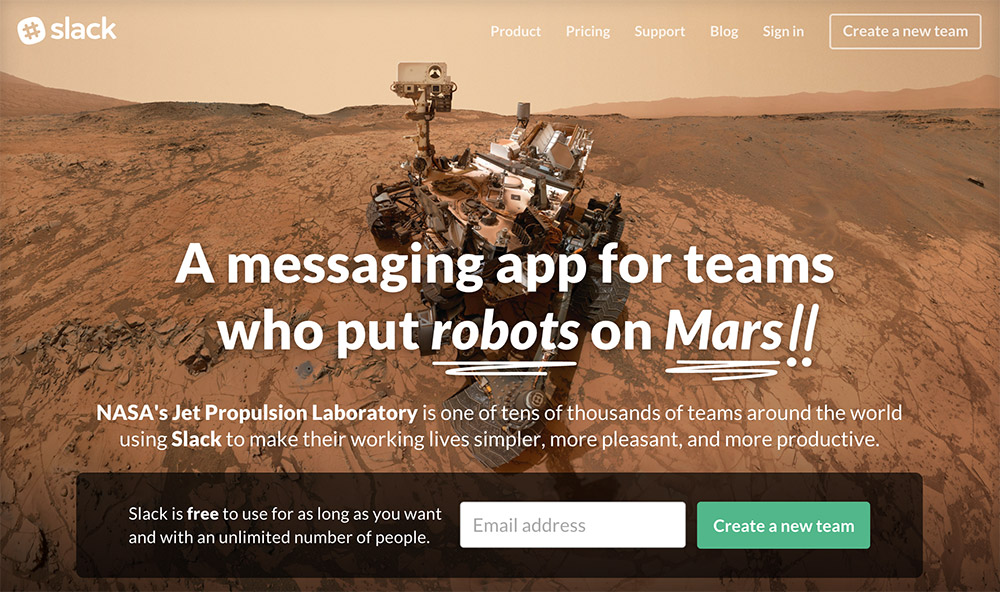 slack
Product Pricing Support Blog Sign in Create a new team
A messaging app for teams
who put robots on Mars!!
NASA's Jet Propulsion Laboratory is one of tens of thousands of teams around the world
using Slack to make their working lives simpler, more pleasant, and more productive.
Slack is free to use for as long as you want
and with an unlimited number of people.
Email address
Create a new team